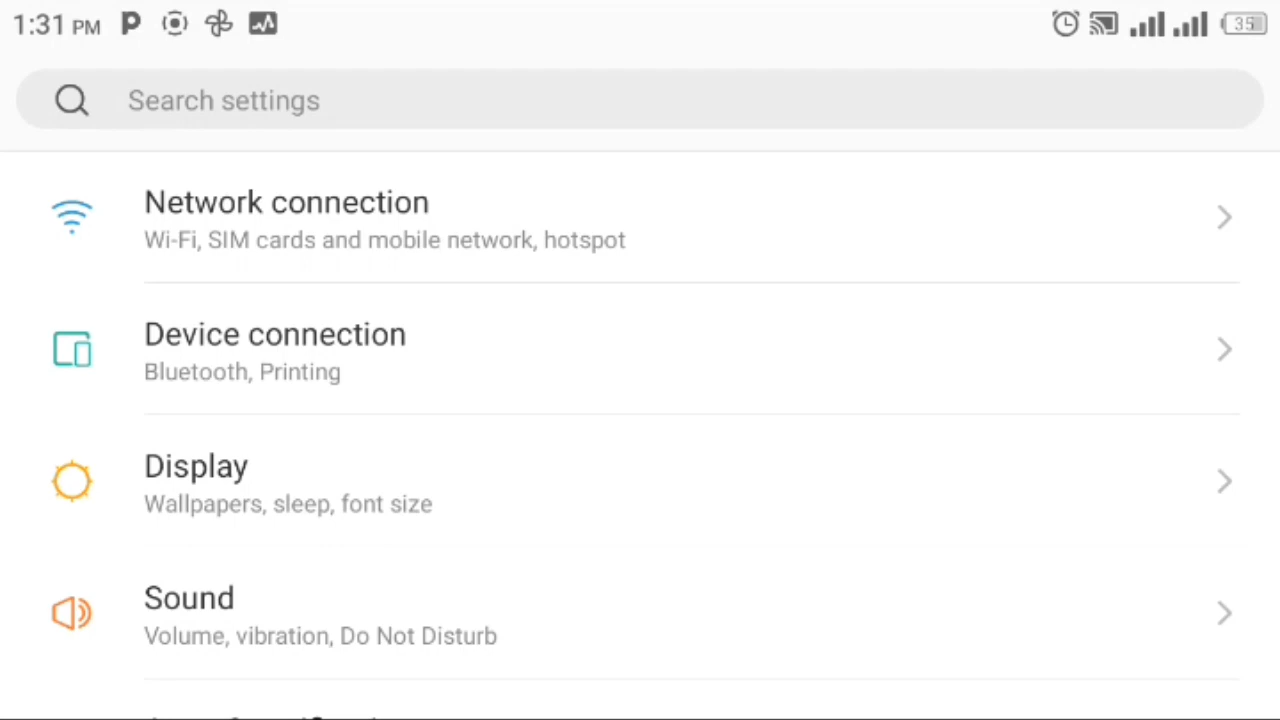 1:31 PM
35
Search settings
Network connection
Wi-Fi, SIM cards and mobile network, hotspot
Device connection
Bluetooth, Printing
Display
Wallpapers, sleep, font size
Sound
Volume, vibration, Do Not Disturb